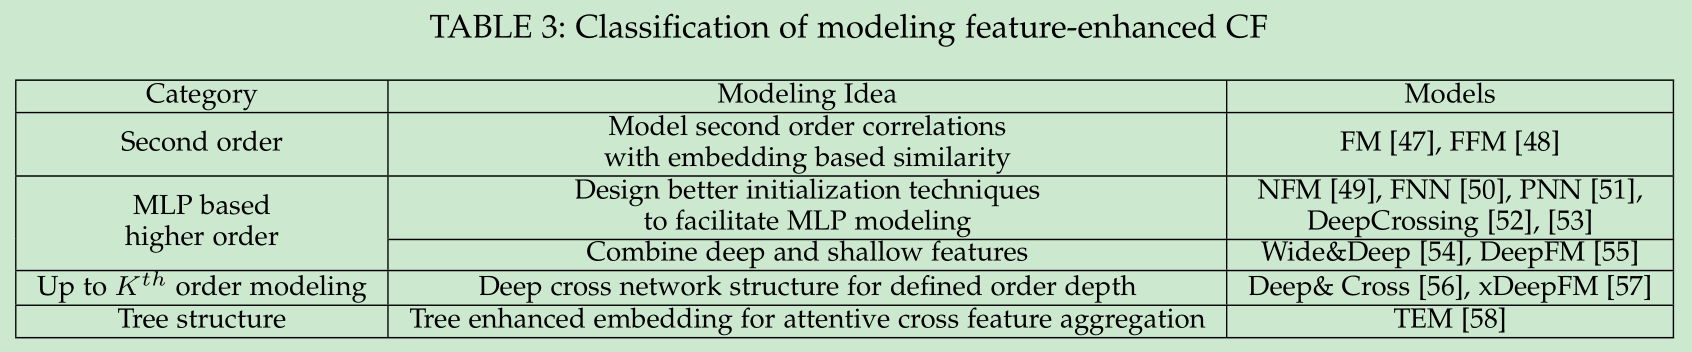 TABLE 3: Classification of modeling feature-enhanced CF
Category
Modeling Idea
Models
Second order
Model second order correlations
with embedding based similarity
FM [47], FFM [48]
MLP based
higher order
Design better initialization techniques
to facilitate MLP modeling
NFM [49], FNN [50], PNN [51],
DeepCrossing [52], [53]
Combine deep and shallow features
Wide&Deep [54], DeepFM [55]
Up to K^{th} order modeling
Deep cross network structure for defined order depth
Deep& Cross [56], xDeepFM [57]
Tree structure
Tree enhanced embedding for attentive cross feature aggregation
TEM [58]